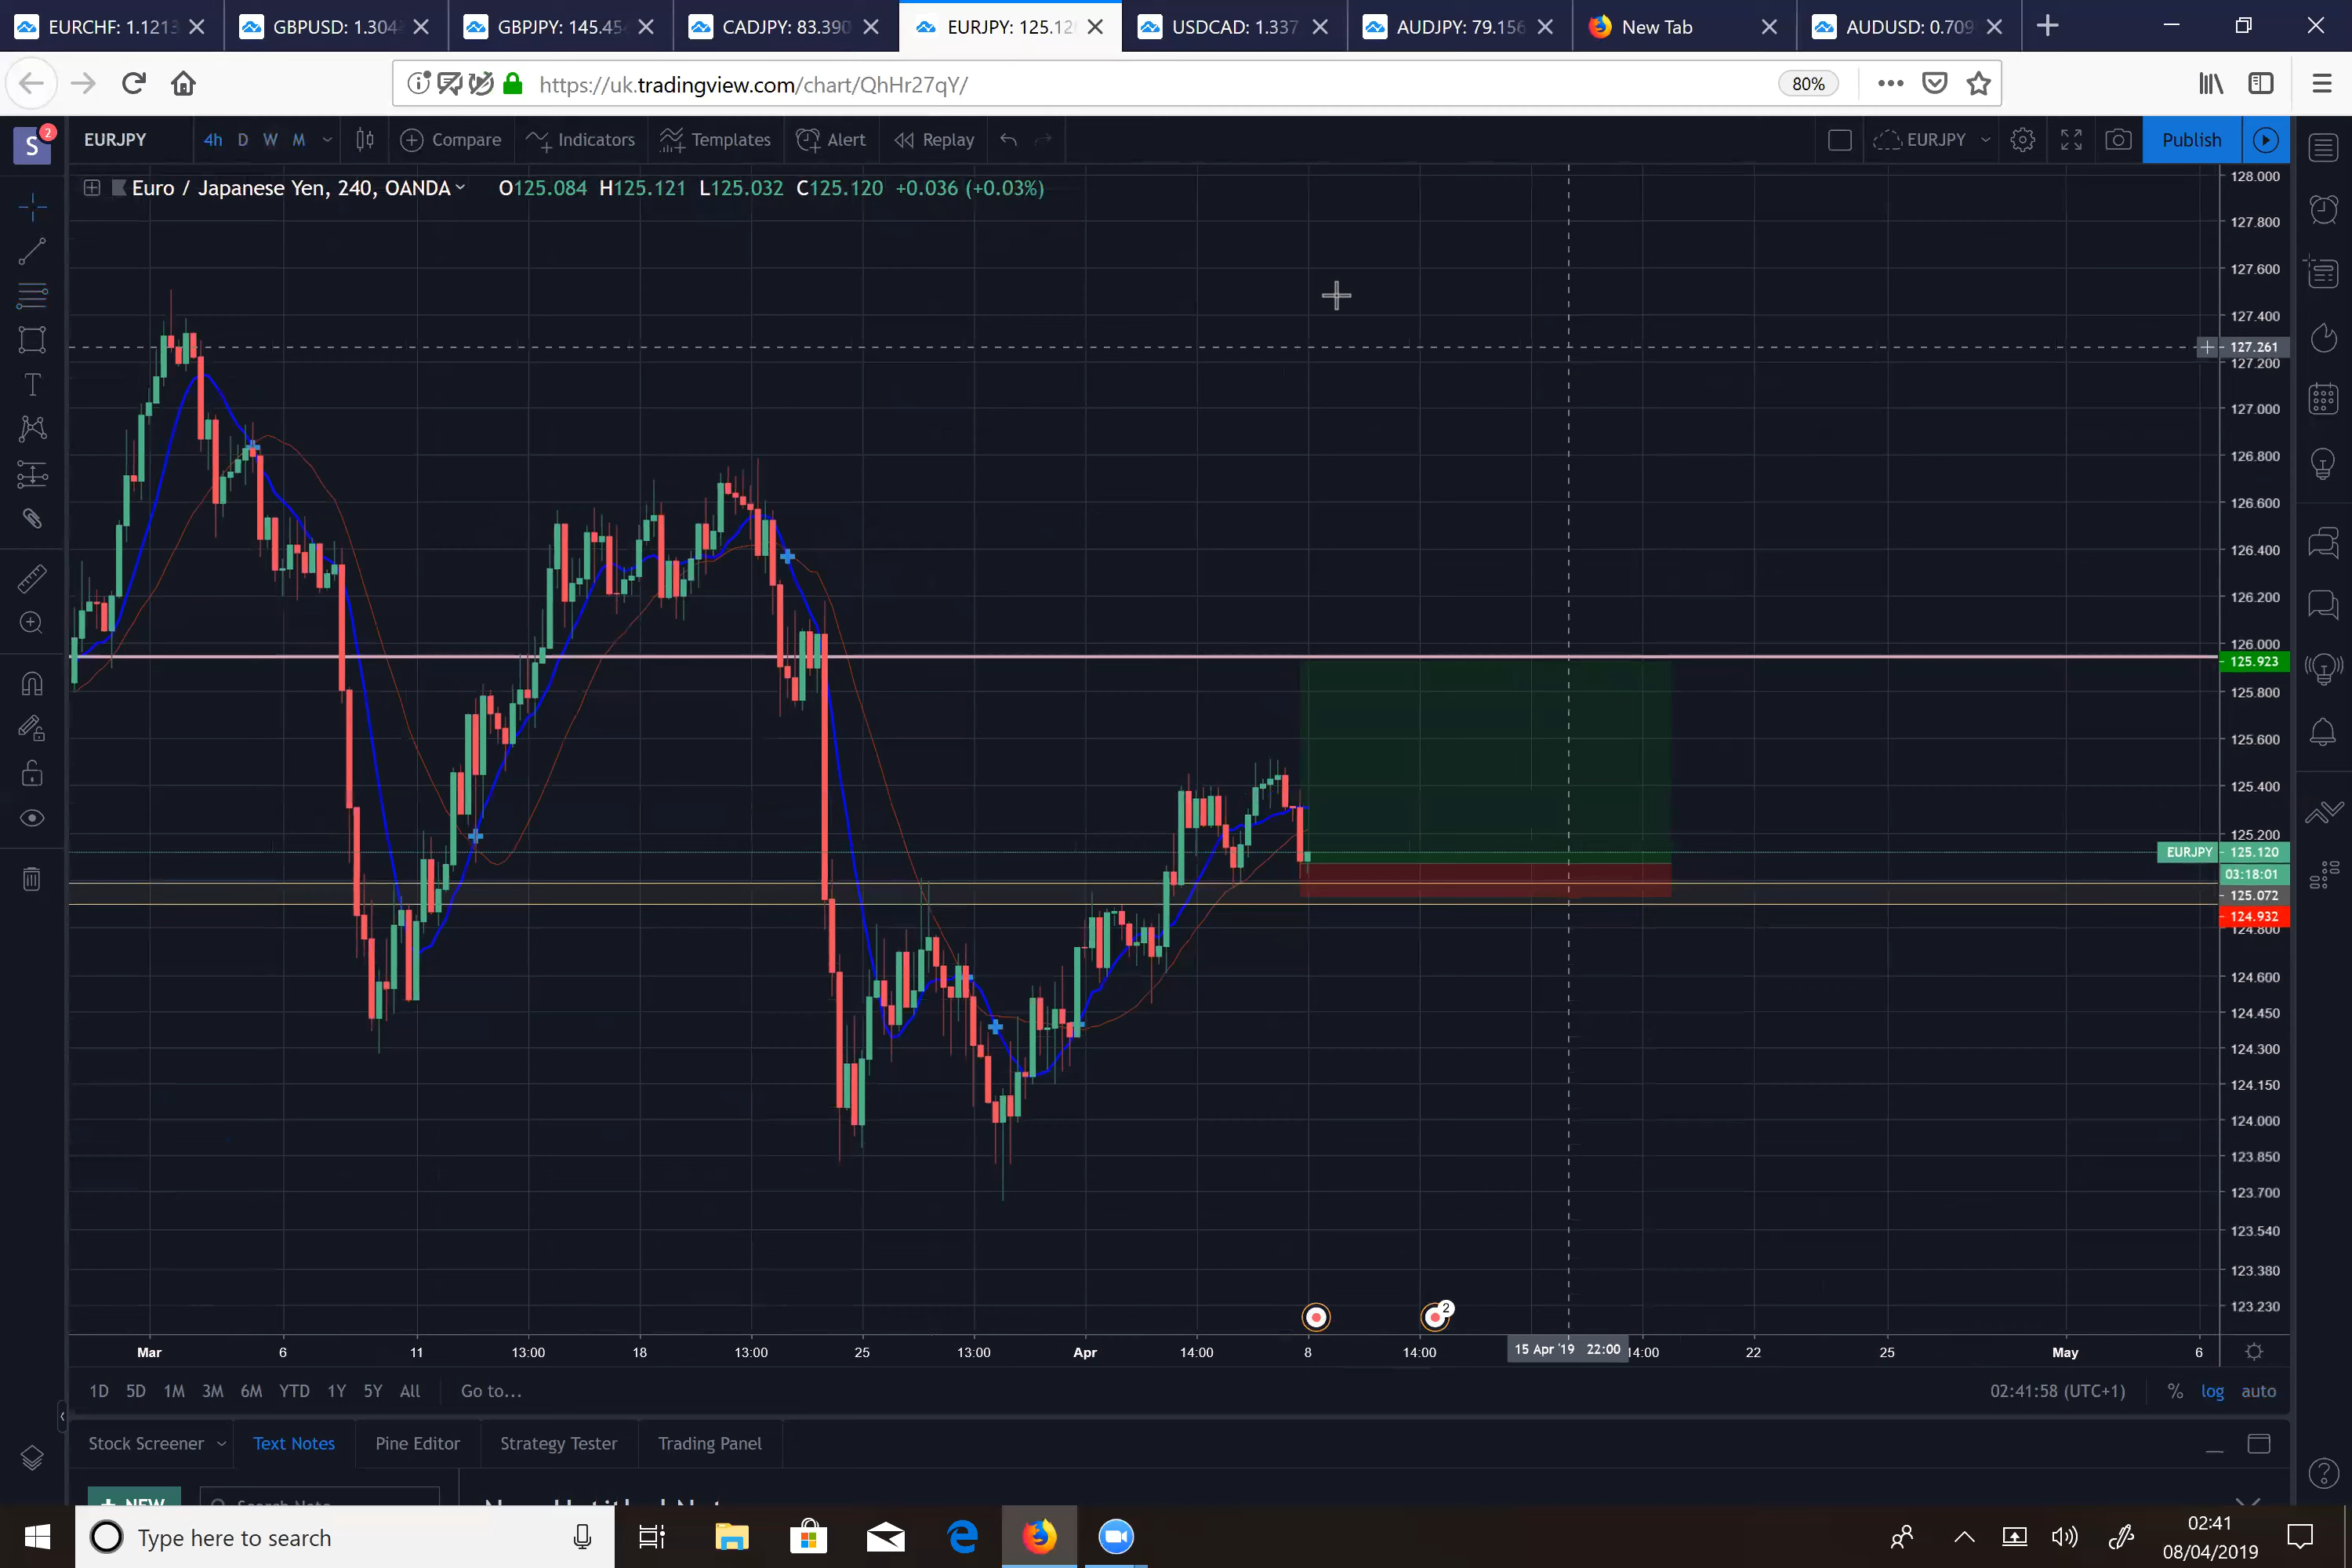 EURCHF: 1.1213
GBPUSD: 1.304
GBPJPY: 145.45
CADJPY: 83.390
EURJPY: 125.12
USDCAD: 1.337
AUDJPY: 79.156
New Tab
AUDUSD: 0.709
https://uk.tradingview.com/chart/QhHr27qY/
80%
S
2
EURJPY
4h D W M
Compare
Indicators
Templates
Alert
Replay
EURJPY
Publish
Euro / Japanese Yen, 240, OANDA O125.084 H125.121 L125.032 C125.120 +0.036 (+0.03%)
128.000
127.800
127.600
127.400
127.261
127.200
127.000
126.800
126.600
126.400
126.200
126.000
125.923
125.800
125.600
125.400
125.200
EURJPY 125.120
03:18:01
125.072
124.932
124.800
124.600
124.450
124.300
124.150
124.000
123.850
123.700
123.540
123.380
123.230
2
Mar 6 11 13:00 18 13:00 25 13:00 Apr 14:00 8 14:00 15 Apr '19 22:00 14:00 22 25 May 6
1D 5D 1M 3M 6M YTD 1Y 5Y All Go to... 02:41:58 (UTC+1) % log auto
Stock Screener Text Notes Pine Editor Strategy Tester Trading Panel
+ NEW
Search Note
Type here to search
02:41
08/04/2019